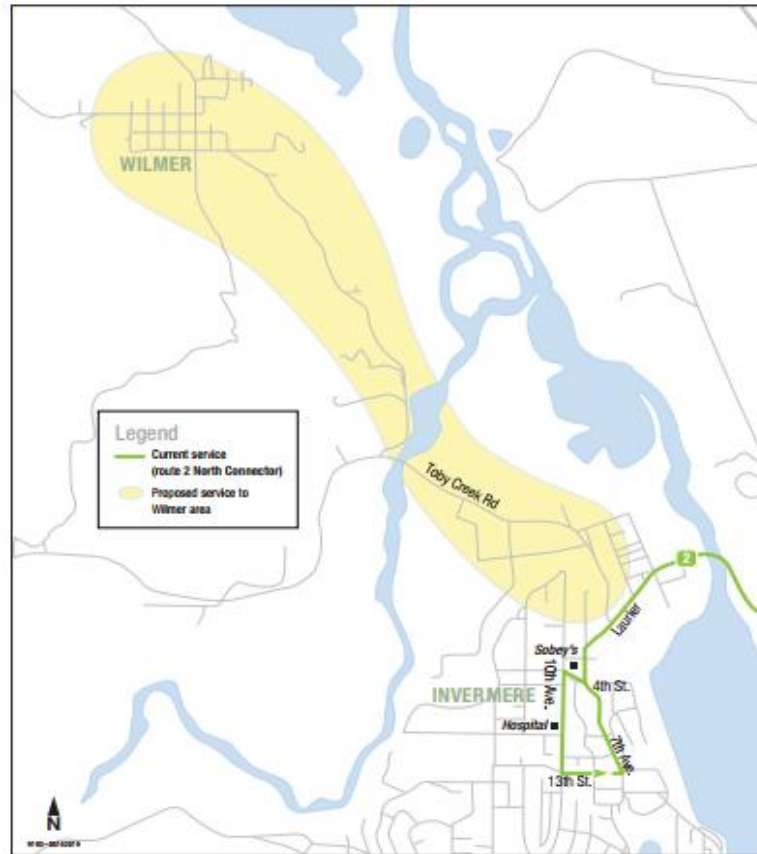 WILMER
Legend
Current service
(route 2 North Connector)
Proposed service to
Wilmer area
Toby Creek Rd
2
Laurier
Sobey's
10th Ave.
4th St.
INVERMERE
Hospital
7th Ave.
13th St.
N